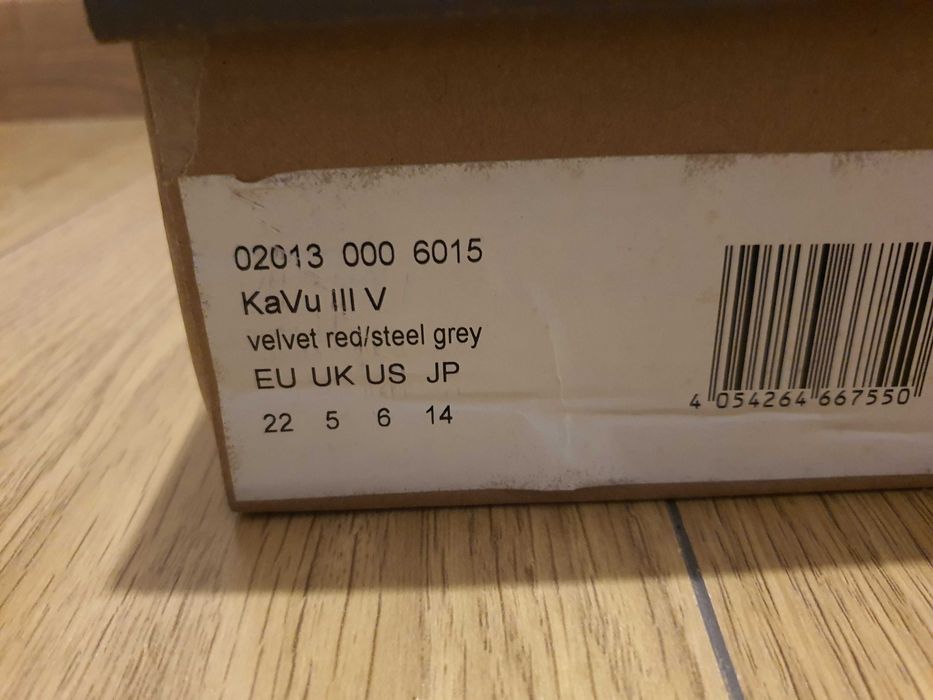 02013 000 6015
KaVu III V
velvet red/steel grey
EU UK US JP
22 5 6 14
4 054264 667550